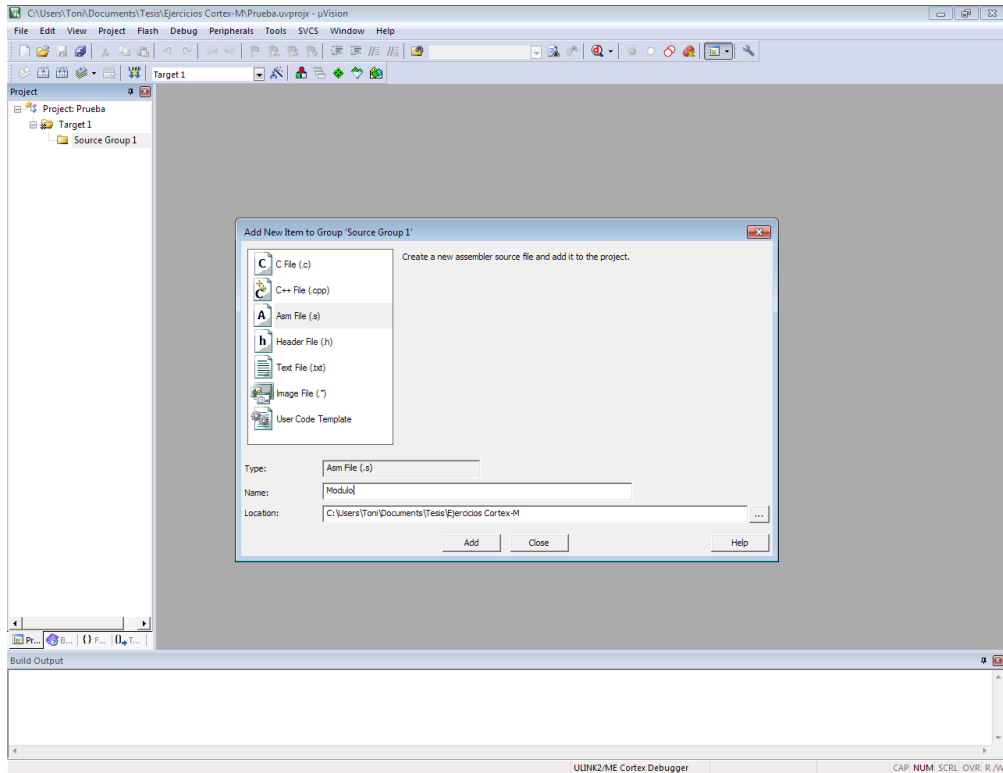 C:\Users\Toni\Documents\Tesis\Ejercicios Cortex-M\Prueba.uvprojx - µVision
File Edit View Project Flash Debug Peripherals Tools SVCS Window Help
LOAD Target 1
Project
Project: Prueba
Target 1
Source Group 1
Add New Item to Group 'Source Group 1'
C C File (.c)
Create a new assembler source file and add it to the project.
C C++ File (.cpp)
A Asm File (.s)
h Header File (.h)
Text File (.txt)
Image File (.*)
User Code Template
Type: Asm File (.s)
Name: Modulo
Location: C:\Users\Toni\Documents\Tesis\Ejercicios Cortex-M ...
Add Close Help
Pr... B... {} F... 0 T...
Build Output
ULINK2/ME Cortex Debugger CAP NUM SCRL OVR R/W